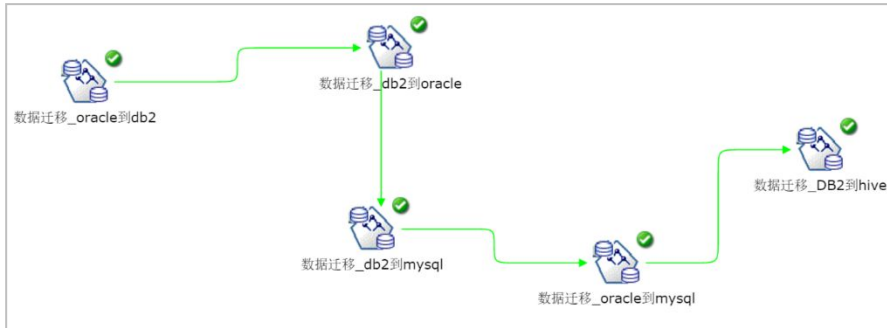 数据迁移_oracle到db2
数据迁移_db2到oracle
数据迁移_db2到mysql
数据迁移_oracle到mysql
数据迁移_DB2到hive